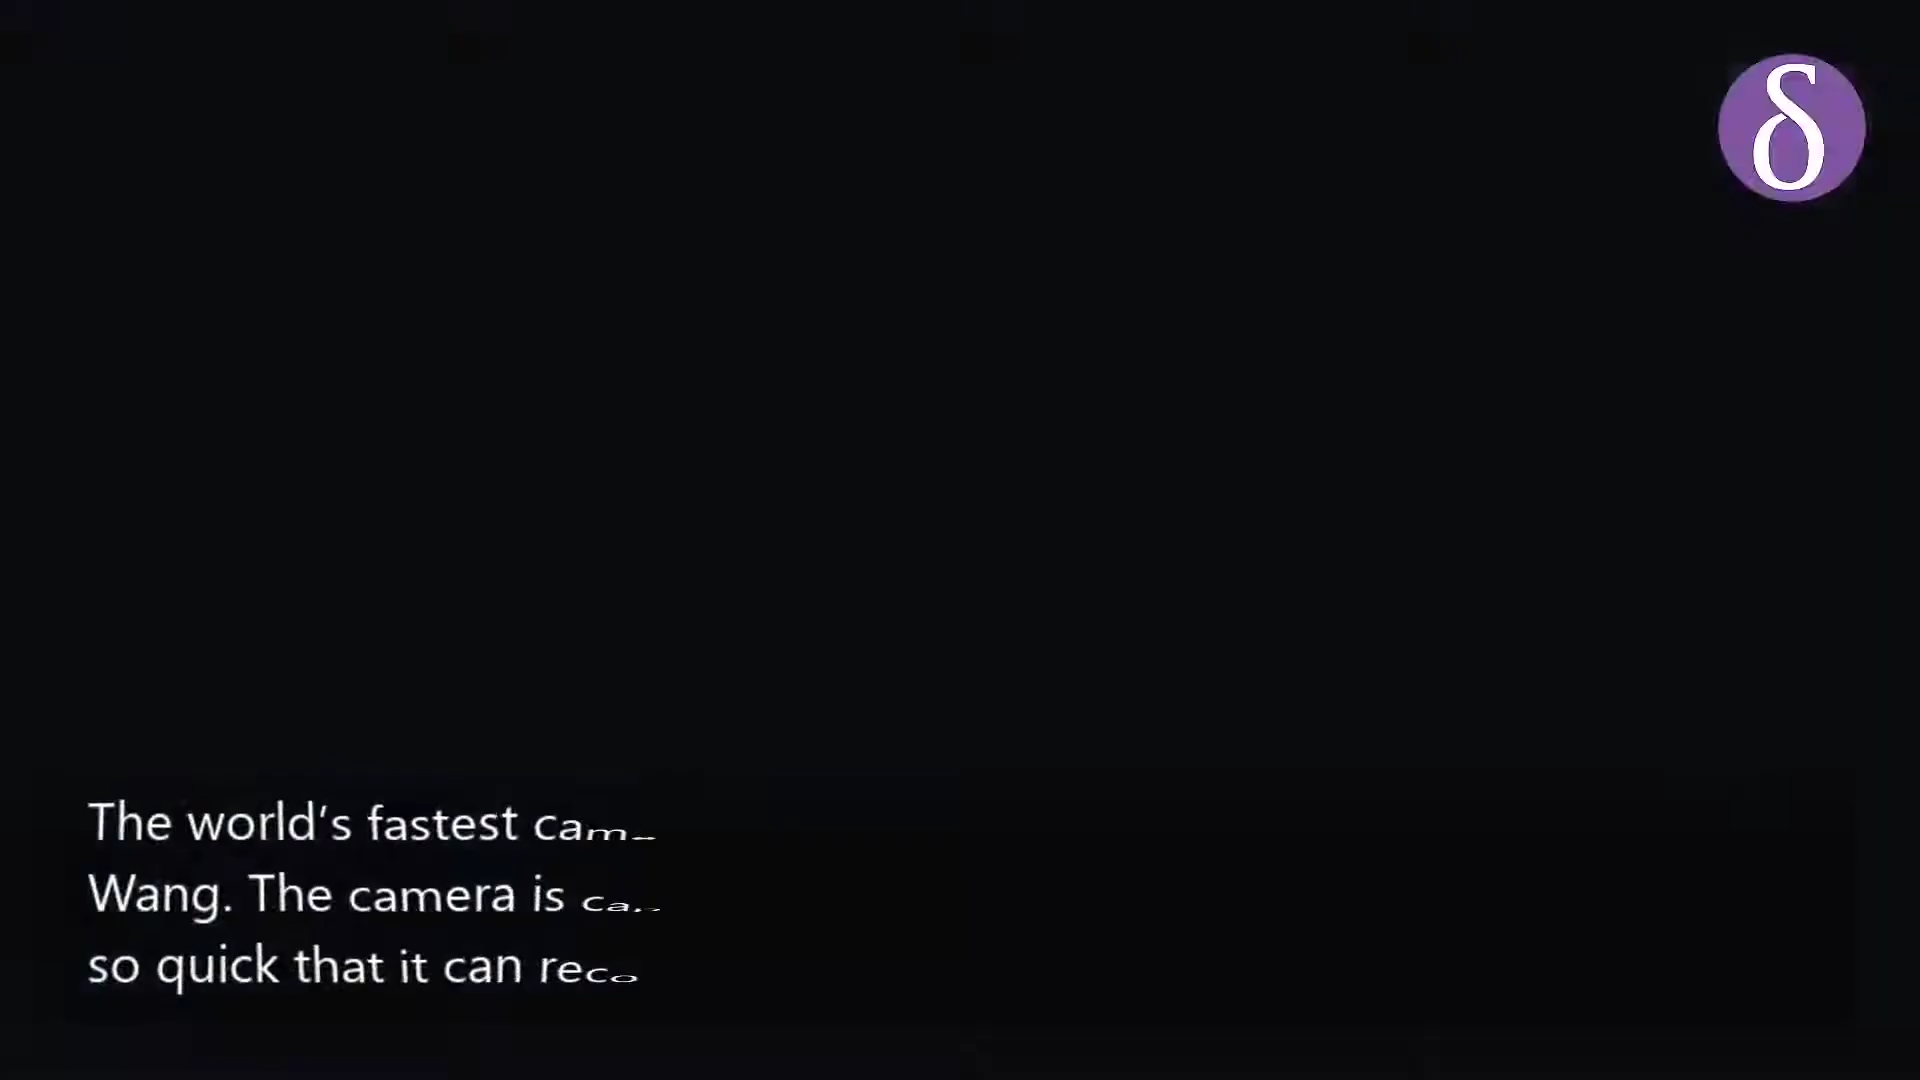 δ
The world's fastest
Wang. The camera is
so quick that it can